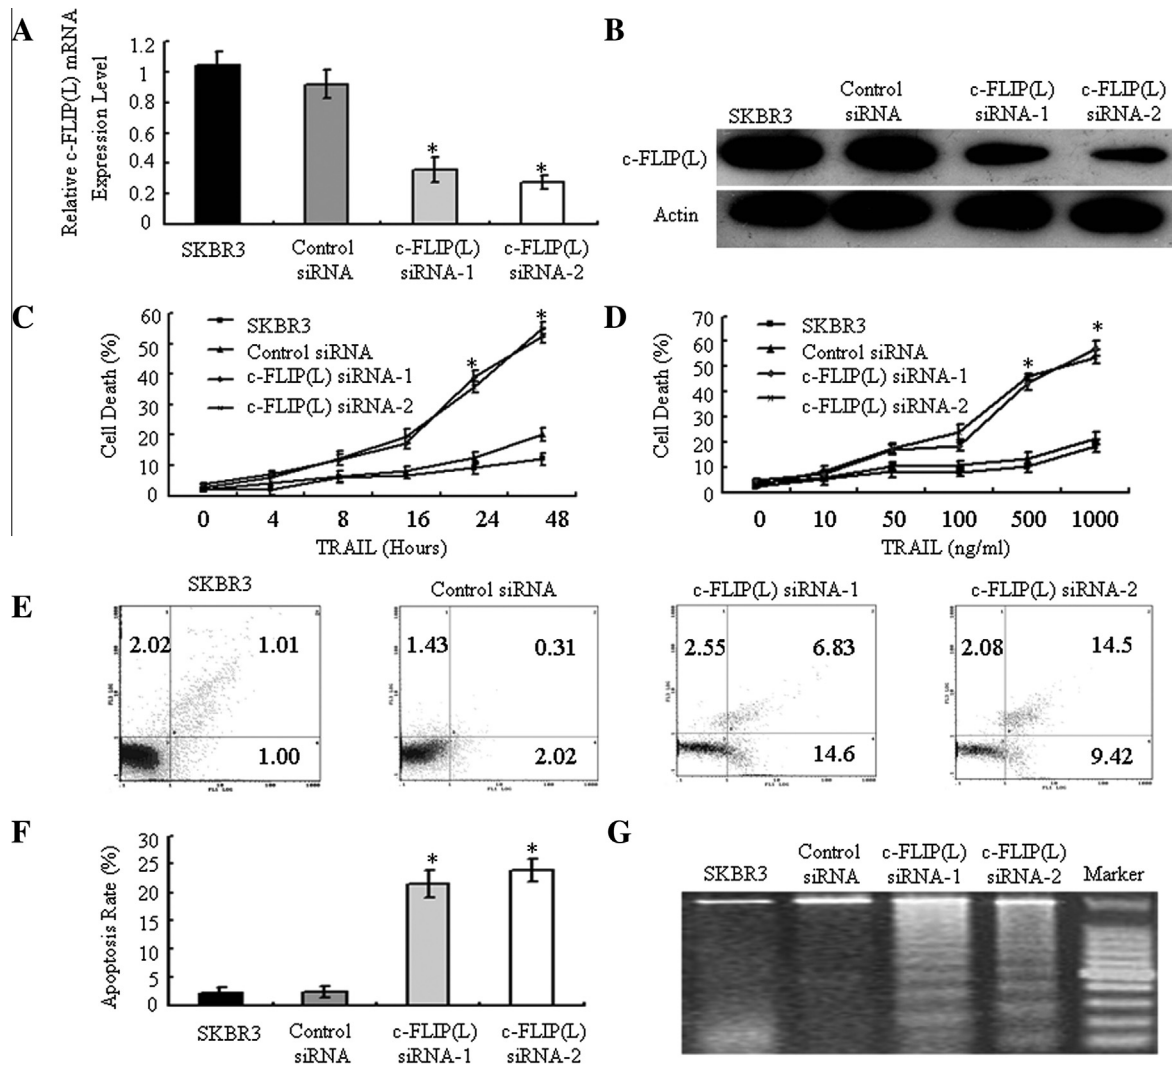 A
Relative c-FLIP(L) mRNA
Expression Level
1.2
1
0.8
0.6
0.4
0.2
0
*
*
SKBR3
Control
siRNA
c-FLIP(L)
siRNA-1
c-FLIP(L)
siRNA-2
B
SKBR3
Control
siRNA
c-FLIP(L)
siRNA-1
c-FLIP(L)
siRNA-2
c-FLIP(L)
Actin
C
Cell Death (%)
60
50
40
30
20
10
0
SKBR3
Control siRNA
c-FLIP(L) siRNA-1
c-FLIP(L) siRNA-2
*
*
0 4 8 16 24 48
TRAIL (Hours)
D
Cell Death (%)
70
60
50
40
30
20
10
0
SKBR3
Control siRNA
c-FLIP(L) siRNA-1
c-FLIP(L) siRNA-2
*
*
0 10 50 100 500 1000
TRAIL (ng/ml)
E
SKBR3
2.02 1.01
1.00
FL1 LOG
Control siRNA
1.43 0.31
2.02
FL1 LOG
c-FLIP(L) siRNA-1
2.55 6.83
14.6
FL1 LOG
c-FLIP(L) siRNA-2
2.08 14.5
9.42
FL1 LOG
F
Apoptosis Rate (%)
30
25
20
15
10
5
0
*
*
SKBR3
Control
siRNA
c-FLIP(L)
siRNA-1
c-FLIP(L)
siRNA-2
G
SKBR3
Control
siRNA
c-FLIP(L)
siRNA-1
c-FLIP(L)
siRNA-2
Marker